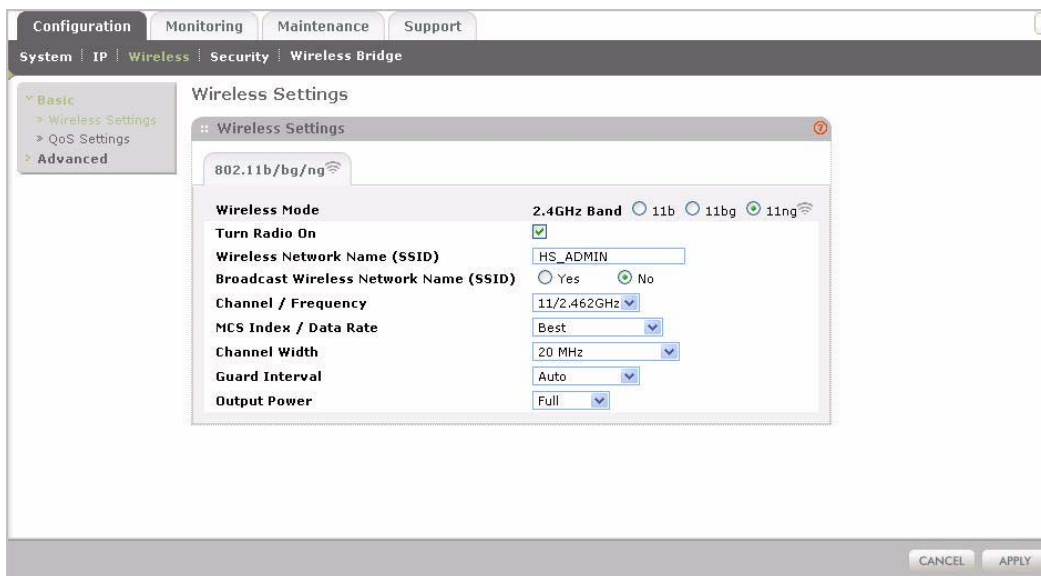 Configuration Monitoring Maintenance Support
System IP Wireless Security Wireless Bridge
Basic
Wireless Settings
QoS Settings
Advanced
Wireless Settings
Wireless Settings ?
802.11b/bg/ng
Wireless Mode 2.4GHz Band 11b 11bg 11ng
Turn Radio On
Wireless Network Name (SSID) HS_ADMIN
Broadcast Wireless Network Name (SSID) Yes No
Channel / Frequency 11/2.462GHz
MCS Index / Data Rate Best
Channel Width 20 MHz
Guard Interval Auto
Output Power Full
CANCEL APPLY